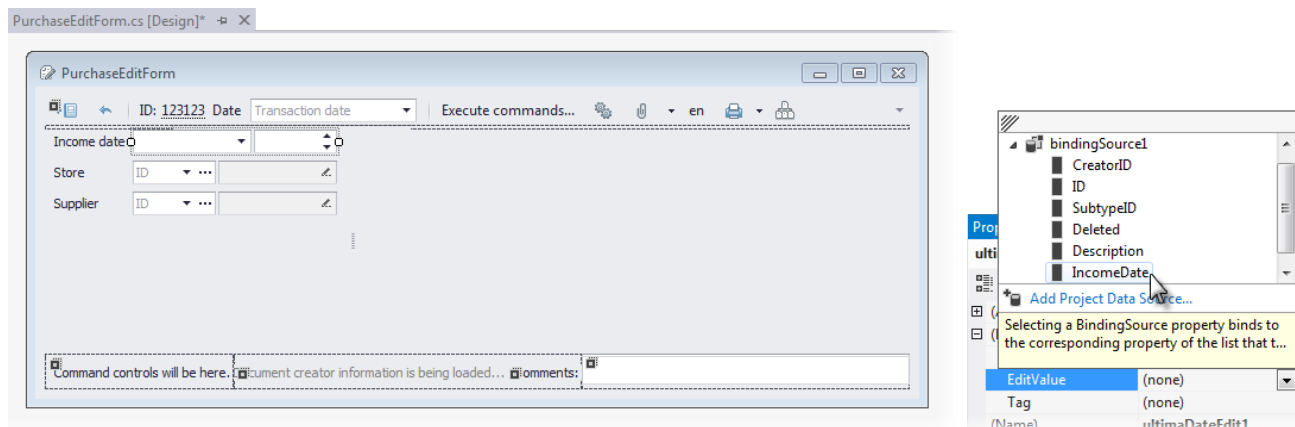 PurchaseEditForm.cs [Design]*
PurchaseEditForm
ID: 123123 Date Transaction date Execute commands... en
Income date
Store ID
Supplier ID
Command controls will be here.
cument creator information is being loaded... omments:
bindingSource1
CreatorID
ID
SubtypeID
Deleted
Description
IncomeDate
Add Project Data Source...
Selecting a BindingSource property binds to
the corresponding property of the list that t...
Prop
ulti
EditValue (none)
Tag (none)
(Name) ultimaDateEdit1